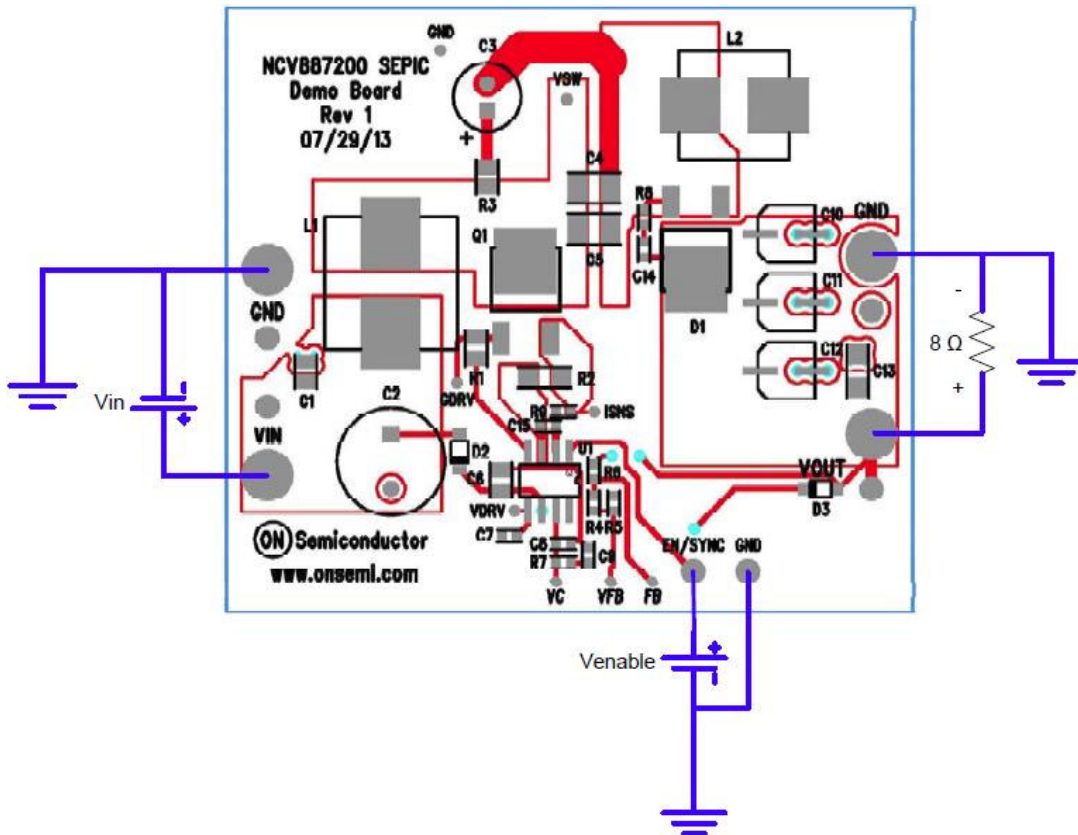 GND
C3
L2
NCV887200 SEPIC
Demo Board
Rev 1
07/29/13
VSW
+
C4
R3
R8
C10
GND
L1
Q1
C5
C14
C11
-
GND
D1
8 Ω
C12
+
C13
Vin
C1
C2
GDRV
R2
R9
ISNS
C15
VIN
D2
U1
R6
VOUT
VDRV
R4 R5
D3
C7
ON Semiconductor
EN/SYNC GND
R7
C9
www.onsemi.com
VC
VFB
FB
Venable